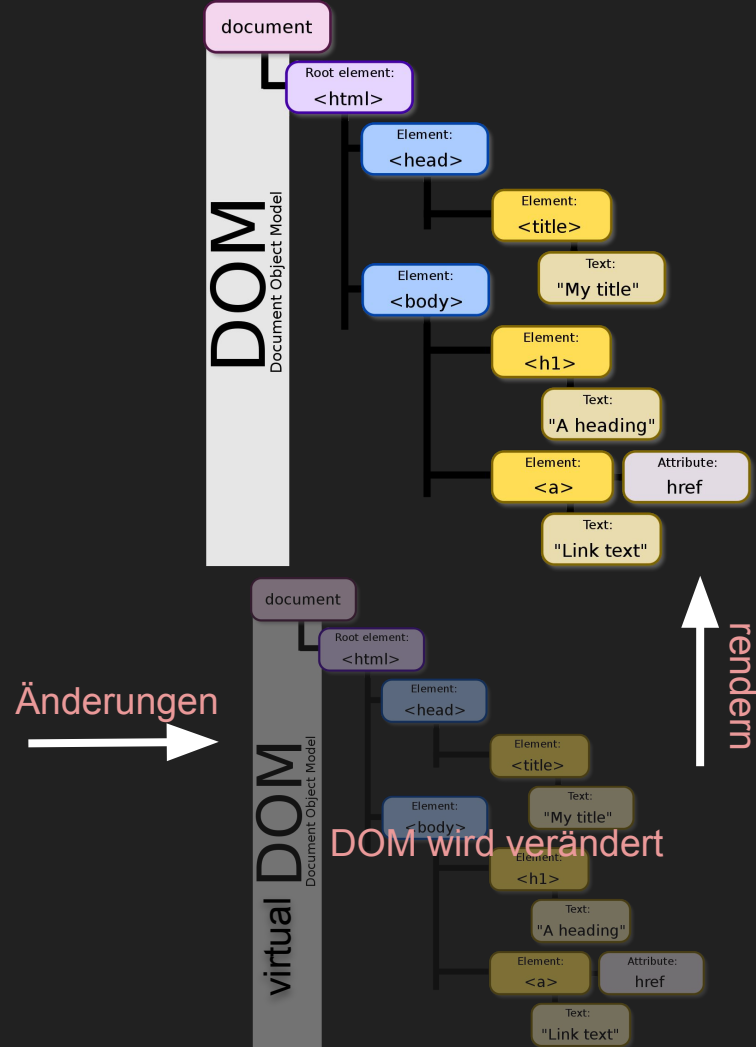 document
Root element:
<html>
Element:
<head>
Element:
<title>
Text:
"My title"
Element:
<body>
Element:
<h1>
Text:
"A heading"
Element:
<a>
Attribute:
href
Text:
"Link text"
DOM
Document Object Model
rendern
Änderungen
document
Root element:
<html>
Element:
<head>
Element:
<title>
Text:
"My title"
Element:
<body>
DOM wird verändert
Element:
<h1>
Text:
"A heading"
Element:
<a>
Attribute:
href
Text:
"Link text"
virtual DOM
Document Object Model